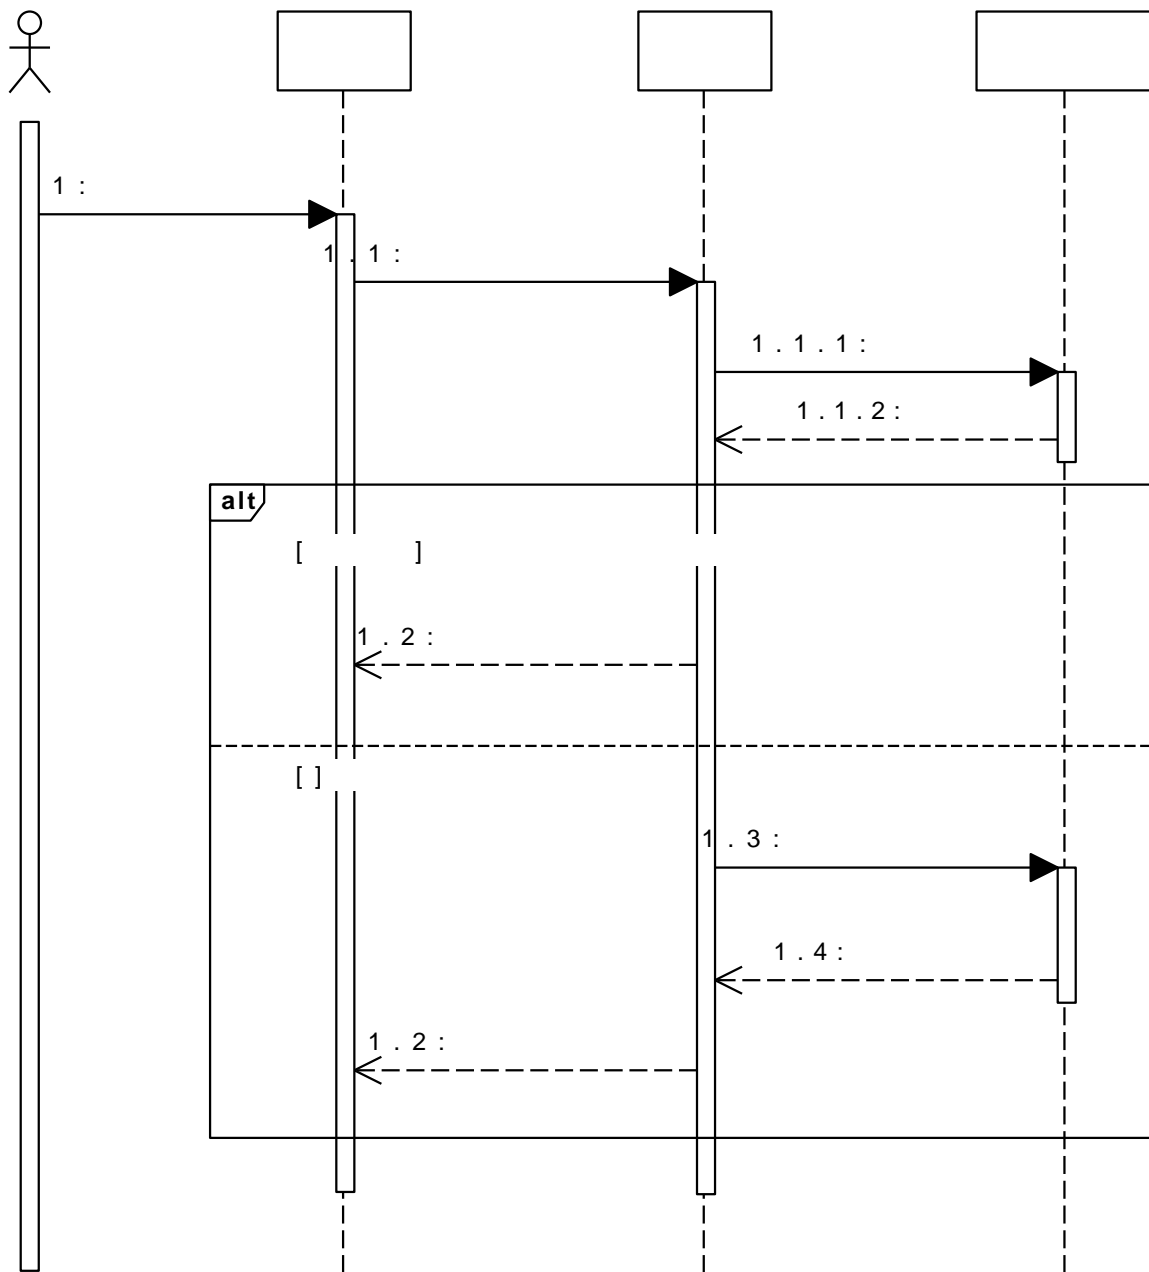 1 :
1 . 1 :
1 . 1 . 1 :
1 . 1 . 2 :
alt
[ ]
1 . 2 :
[ ]
1 . 3 :
1 . 4 :
1 . 2 :